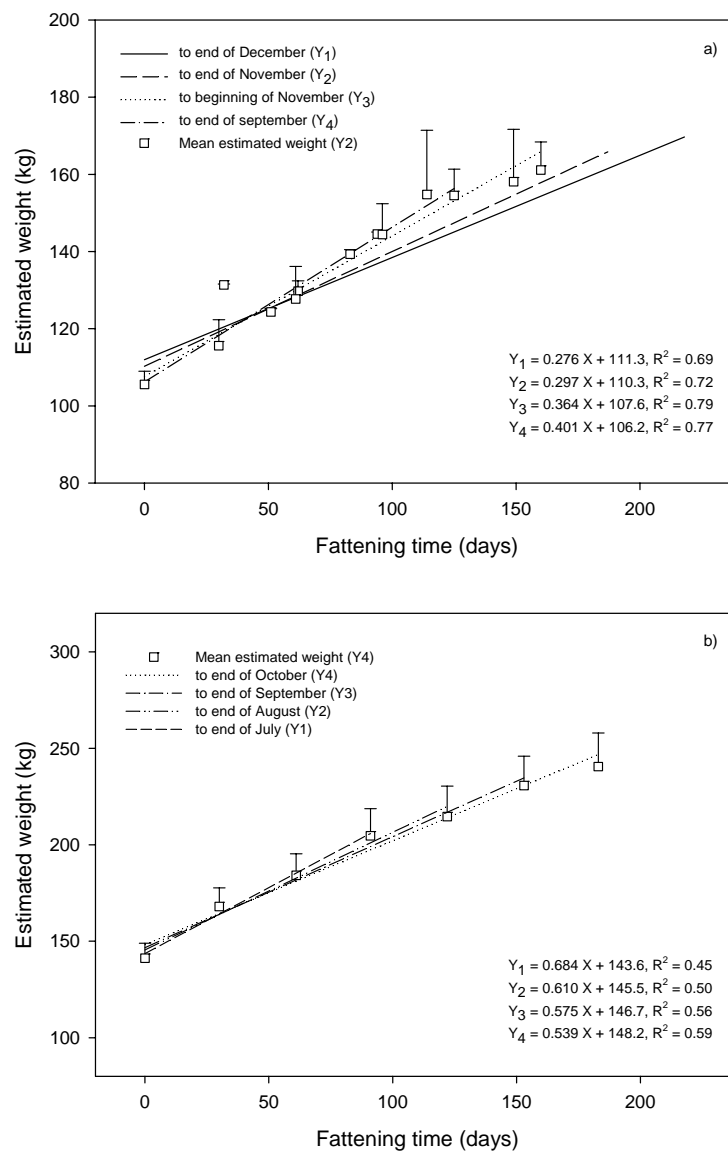 a)
to end of December (Y1)
to end of November (Y2)
to beginning of November (Y3)
to end of september (Y4)
Mean estimated weight (Y2)
200
180
160
140
120
100
80
Estimated weight (kg)
Y1 = 0.276 X + 111.3, R2 = 0.69
Y2 = 0.297 X + 110.3, R2 = 0.72
Y3 = 0.364 X + 107.6, R2 = 0.79
Y4 = 0.401 X + 106.2, R2 = 0.77
0 50 100 150 200
Fattening time (days)
b)
Mean estimated weight (Y4)
to end of October (Y4)
to end of September (Y3)
to end of August (Y2)
to end of July (Y1)
300
250
200
150
100
Estimated weight (kg)
Y1 = 0.684 X + 143.6, R2 = 0.45
Y2 = 0.610 X + 145.5, R2 = 0.50
Y3 = 0.575 X + 146.7, R2 = 0.56
Y4 = 0.539 X + 148.2, R2 = 0.59
0 50 100 150 200
Fattening time (days)